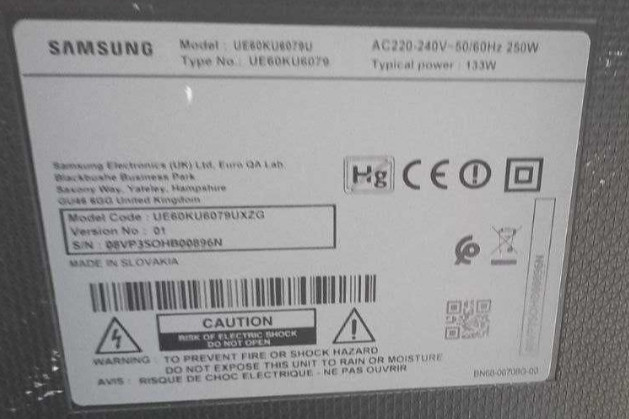 SAMSUNG
Model : UE60KU6079U
Type No. : UE60KU6079
AC220-240V~50/60Hz 250W
Typical power : 133W
Samsung Electronics (UK) Ltd, Euro QA Lab.
Blackbushe Business Park
Saxony Way, Yateley, Hampshire
GU46 6GG United Kingdom
Hg CE
Model Code : UE60KU6079UXZG
Version No : 01
S/N : 08VP3SOHB00896N
MADE IN SLOVAKIA
CAUTION
RISK OF ELECTRIC SHOCK
DO NOT OPEN
WARNING : TO PREVENT FIRE OR SHOCK HAZARD
DO NOT EXPOSE THIS UNIT TO RAIN OR MOISTURE
AVIS : RISQUE DE CHOC ELECTRIQUE - NE PAS OUVRIR